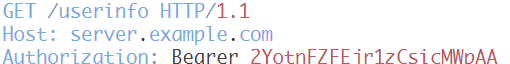 GET /userinfo HTTP/1.1
Host: server.example.com
Authorization: Bearer 2YotnFZFEjr1zCsicMWpAA